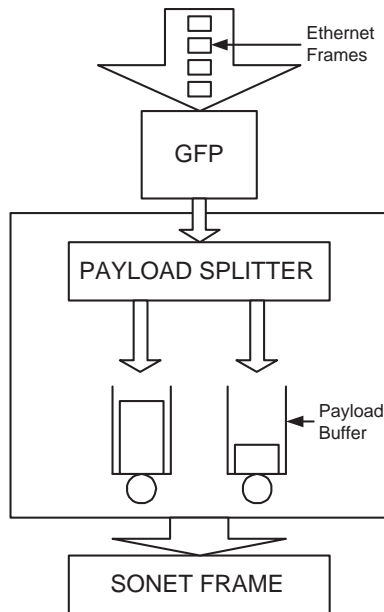 Ethernet
Frames
GFP
PAYLOAD SPLITTER
Payload
Buffer
SONET FRAME